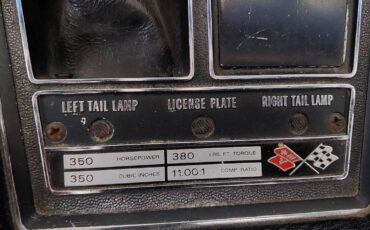 LEFT TAIL LAMP LICENSE PLATE RIGHT TAIL LAMP
350 HORSEPOWER 380 LBS. FT. TORQUE
350 CUBIC INCHES 11.00:1 COMP. RATIO